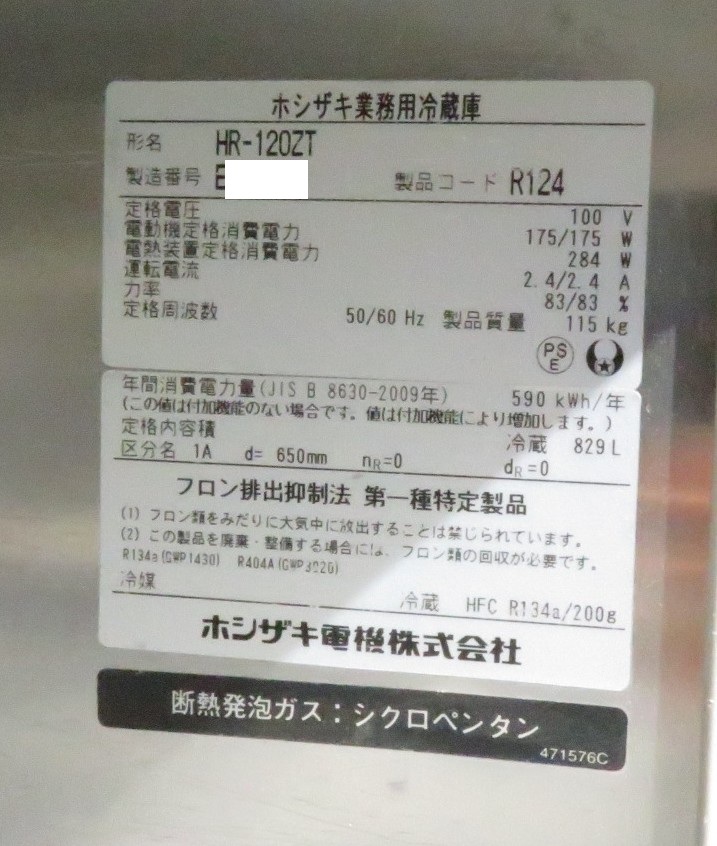 ホシザキ業務用冷蔵庫
形名 HR-120ZT
製造番号 E 製品コード R124
定格電圧 100 V
電動機定格消費電力 175/175 W
電熱装置定格消費電力 284 W
運転電流 2.4/2.4 A
力率 83/83 %
定格周波数 50/60 Hz 製品質量 115 kg
PS E
年間消費電力量(JIS B 8630-2009年) 590 kWh/年
(この値は付加機能のない場合です。値は付加機能により増加します。)
定格内容積 冷蔵 829 L
区分名 1A d= 650mm nR=0 dR=0
フロン排出抑制法 第一種特定製品
(1) フロン類をみだりに大気中に放出することは禁じられています。
(2) この製品を廃棄・整備する場合には、フロン類の回収が必要です。
R134a(GWP1430) R404A(GWP3920)
冷媒
冷蔵 HFC R134a/200g
ホシザキ電機株式会社
断熱発泡ガス：シクロペンタン
471576C